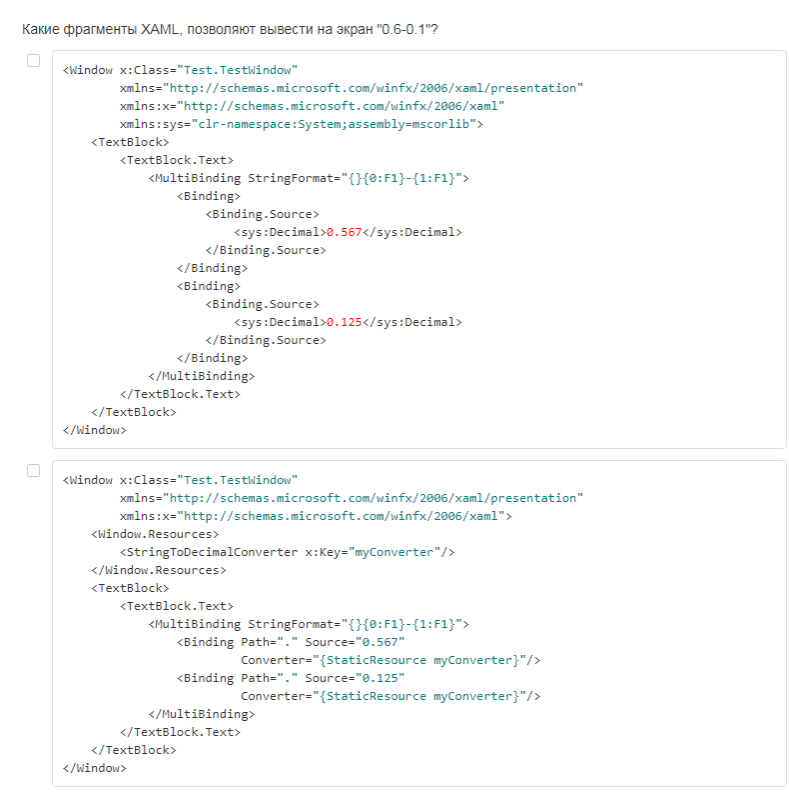 Какие фрагменты XAML, позволяют вывести на экран "0.6-0.1"?
<Window x:Class="Test.TestWindow"
        xmlns="http://schemas.microsoft.com/winfx/2006/xaml/presentation"
        xmlns:x="http://schemas.microsoft.com/winfx/2006/xaml"
        xmlns:sys="clr-namespace:System;assembly=mscorlib">
    <TextBlock>
        <TextBlock.Text>
            <MultiBinding StringFormat="{}{0:F1}-{1:F1}">
                <Binding>
                    <Binding.Source>
                        <sys:Decimal>0.567</sys:Decimal>
                    </Binding.Source>
                </Binding>
                <Binding>
                    <Binding.Source>
                        <sys:Decimal>0.125</sys:Decimal>
                    </Binding.Source>
                </Binding>
            </MultiBinding>
        </TextBlock.Text>
    </TextBlock>
</Window>
<Window x:Class="Test.TestWindow"
        xmlns="http://schemas.microsoft.com/winfx/2006/xaml/presentation"
        xmlns:x="http://schemas.microsoft.com/winfx/2006/xaml">
    <Window.Resources>
        <StringToDecimalConverter x:Key="myConverter"/>
    </Window.Resources>
    <TextBlock>
        <TextBlock.Text>
            <MultiBinding StringFormat="{}{0:F1}-{1:F1}">
                <Binding Path="." Source="0.567"
                         Converter="{StaticResource myConverter}"/>
                <Binding Path="." Source="0.125"
                         Converter="{StaticResource myConverter}"/>
            </MultiBinding>
        </TextBlock.Text>
    </TextBlock>
</Window>